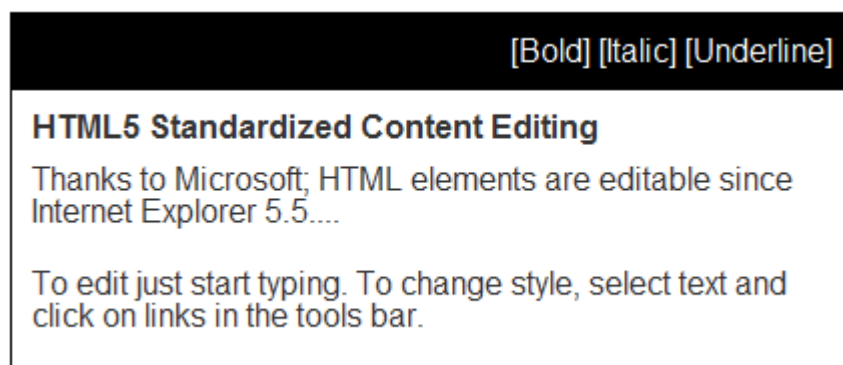 [Bold] [Italic] [Underline]
HTML5 Standardized Content Editing
Thanks to Microsoft; HTML elements are editable since
Internet Explorer 5.5....
To edit just start typing. To change style, select text and
click on links in the tools bar.